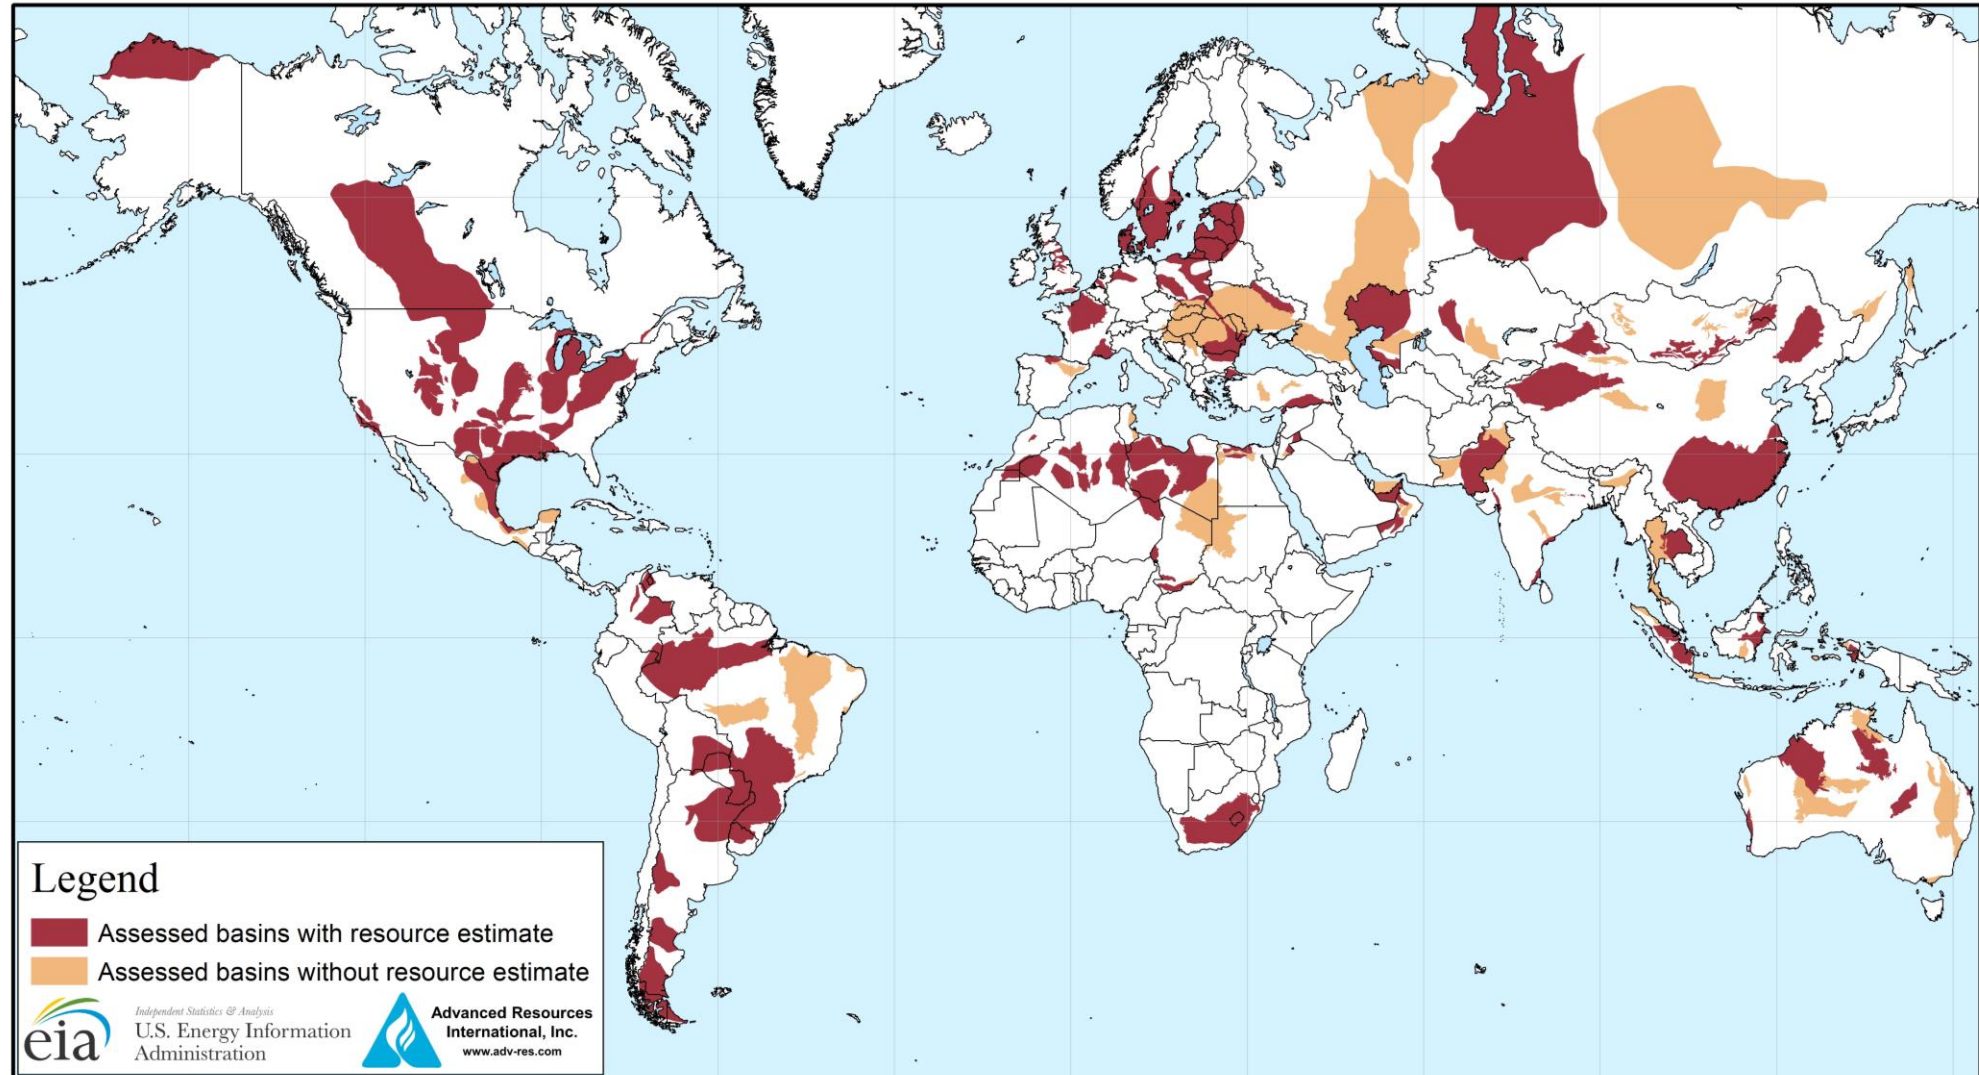 Legend
Assessed basins with resource estimate
Assessed basins without resource estimate
eia
Independent Statistics & Analysis
U.S. Energy Information
Administration
Advanced Resources
International, Inc.
www.adv-res.com